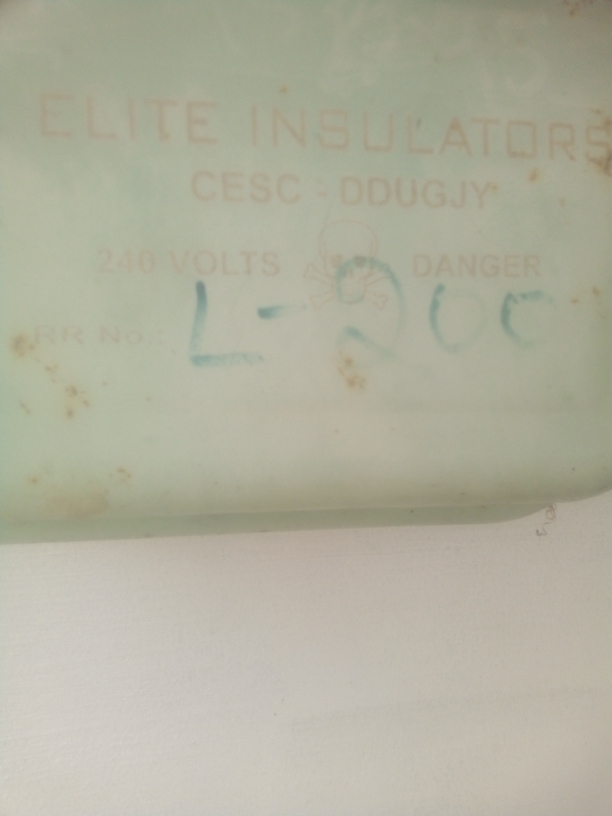 ELITE INSULATORS
CESC - DDUGJY
240 VOLTS DANGER
RR No.: L-200